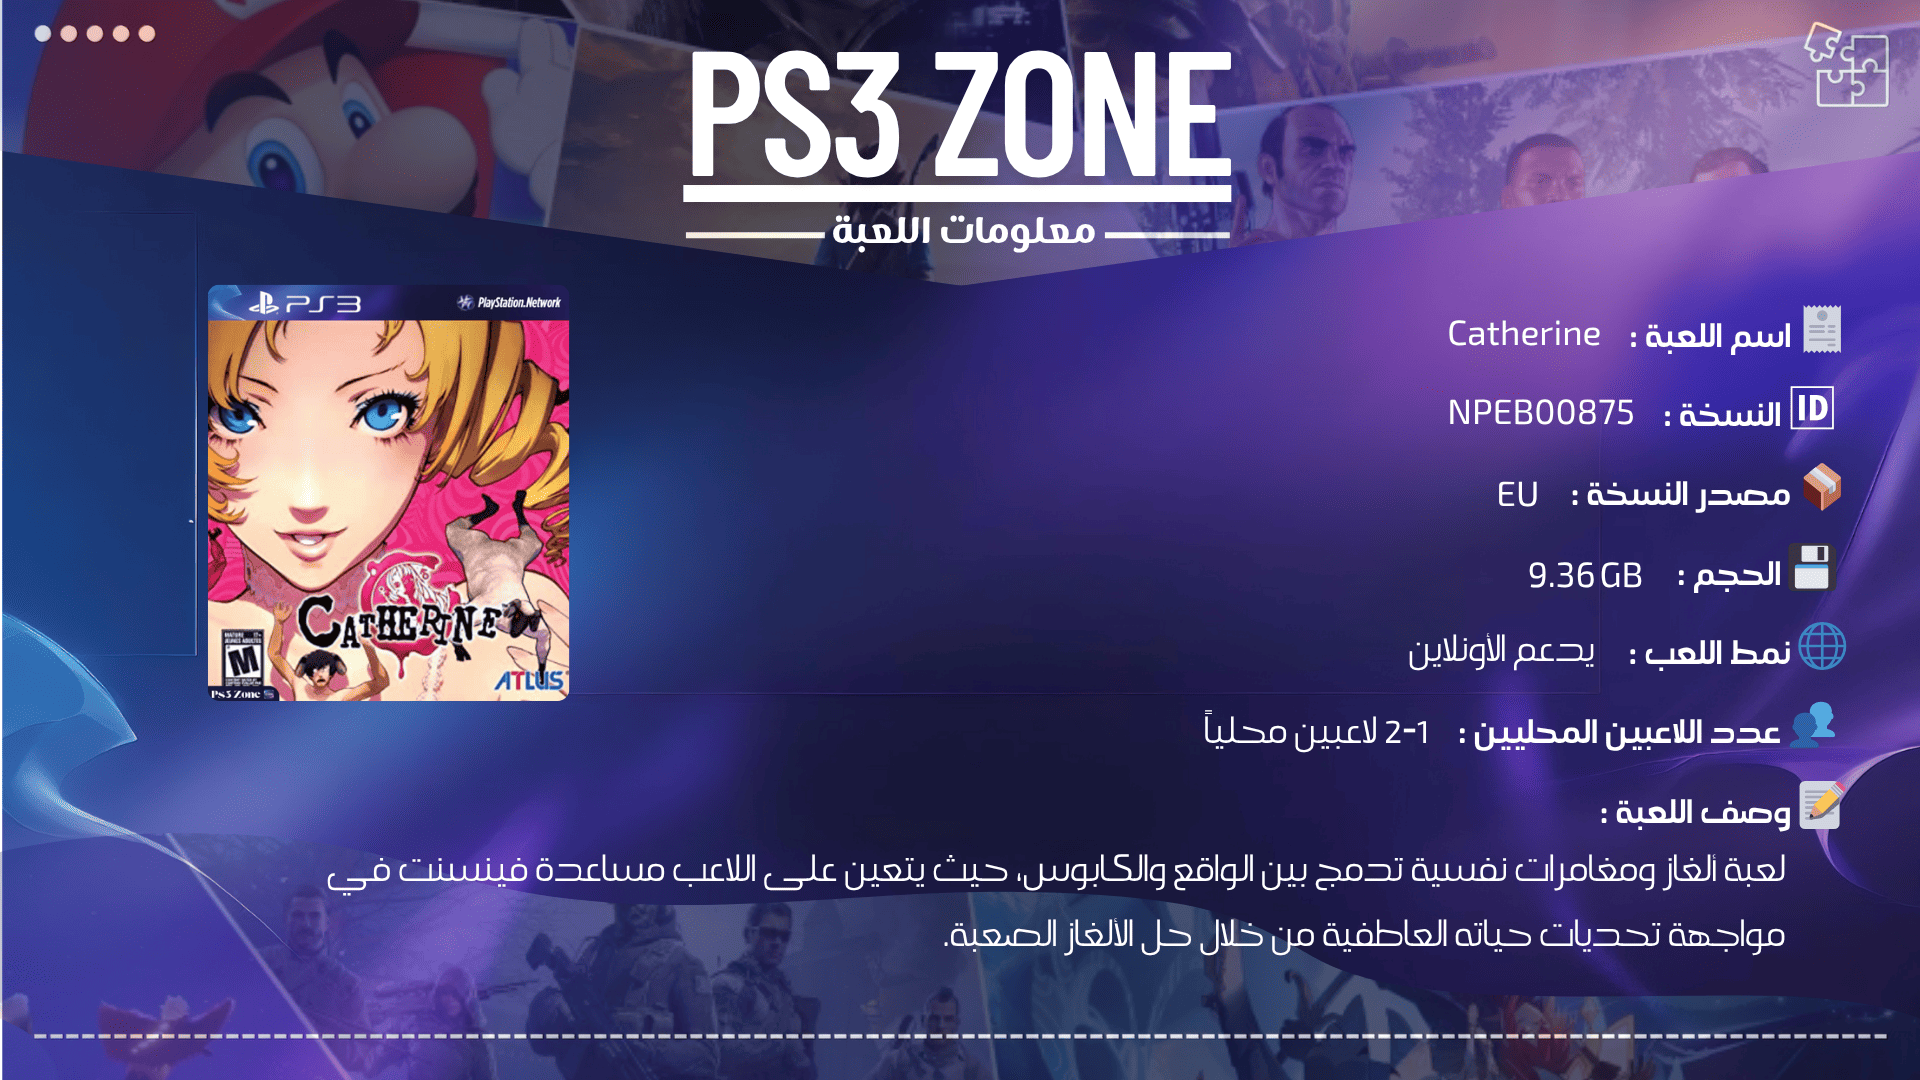 PS3 ZONE
معلومات اللعبة
PS3 PlayStation.Network
CATHERINE
M
ATLUS
Ps3 Zone
اسم اللعبة : Catherine
ID النسخة : NPEB00875
مصدر النسخة : EU
الحجم : 9.36 GB
نمط اللعب : يدعم الأونلاين
عدد اللاعبين المحليين : 1-2 لاعبين محلياً
وصف اللعبة :
لعبة ألغاز ومغامرات نفسية تدمج بين الواقع والكابوس، حيث يتعين على اللاعب مساعدة فينسنت في
مواجهة تحديات حياته العاطفية من خلال حل الألغاز الصعبة.